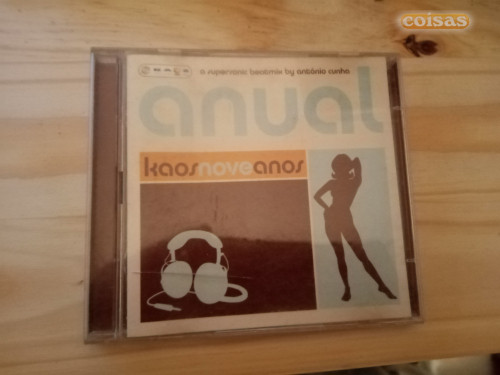 coisas
a supersonic beatmix by antónio cunha
anual
kaosnoveanos